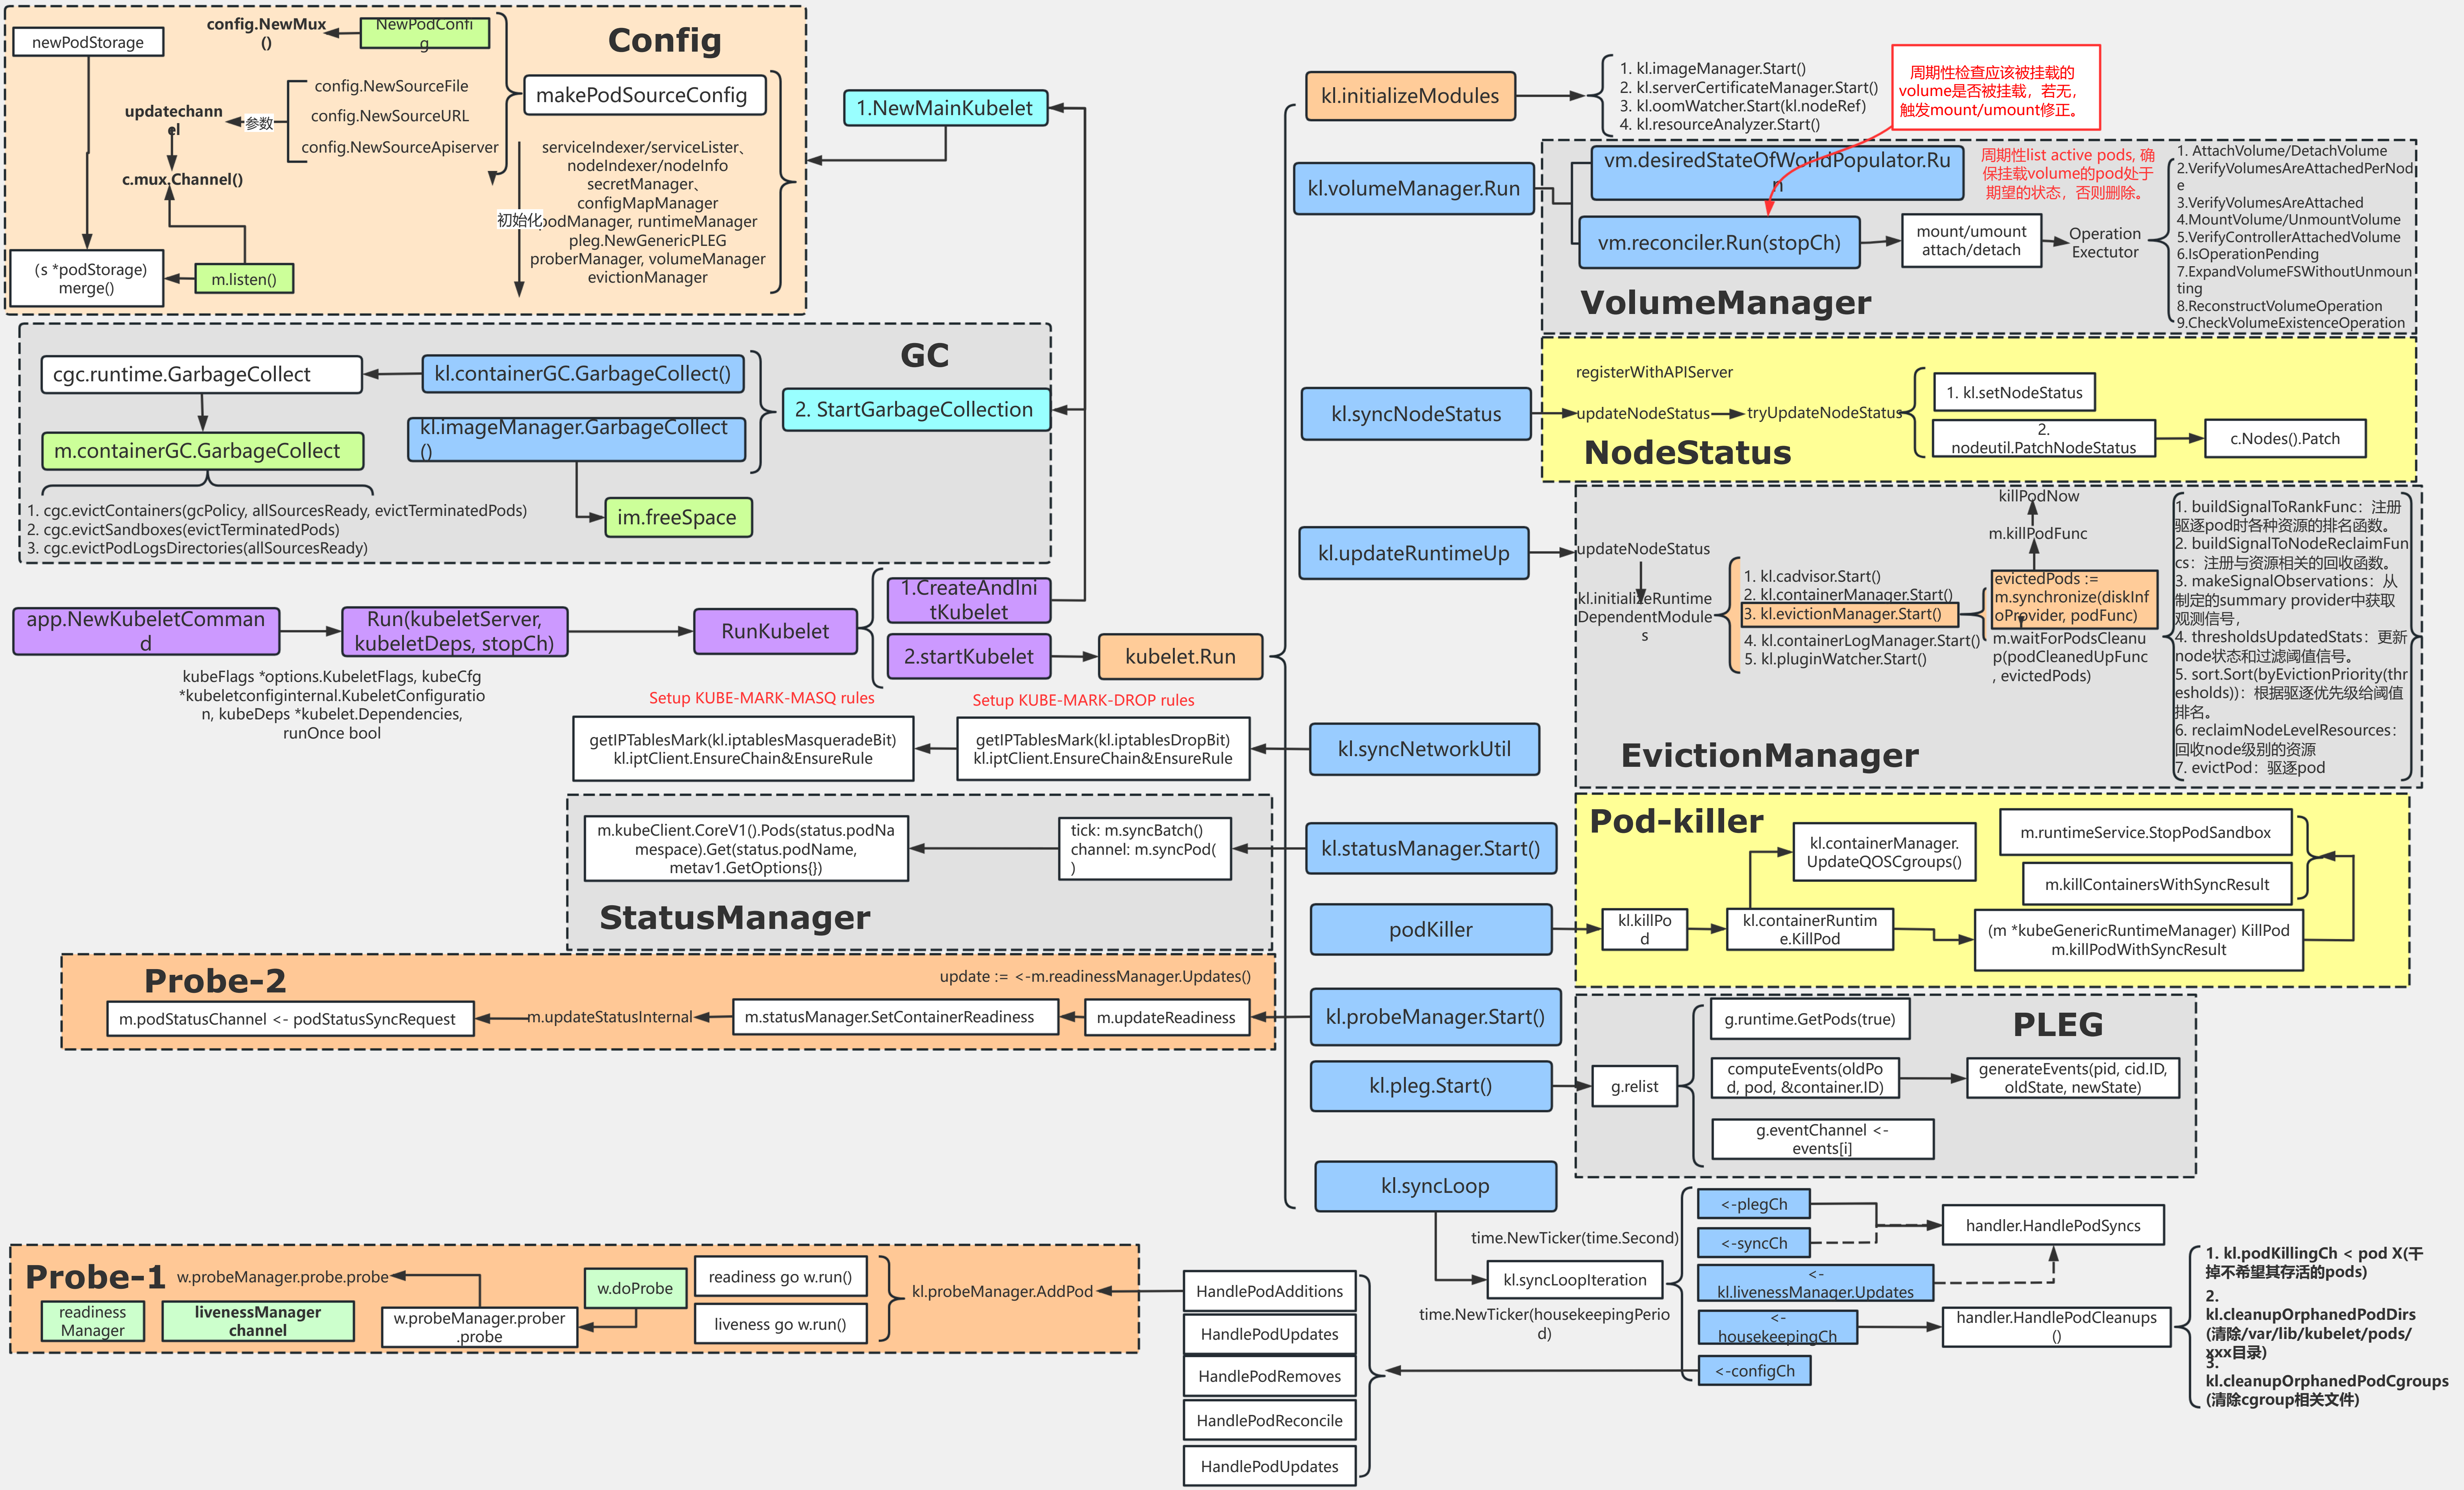 Config
newPodStorage
config.NewMux
()
NewPodConfi
g
config.NewSourceFile
config.NewSourceURL
config.NewSourceApiserver
参数
updatechann
el
c.mux.Channel()
(s *podStorage)
merge()
m.listen()
makePodSourceConfig
初始化
serviceIndexer/serviceLister、
nodeIndexer/nodeInfo
secretManager、
configMapManager
podManager, runtimeManager
pleg.NewGenericPLEG
proberManager, volumeManager
evictionManager
1.NewMainKubelet
GC
cgc.runtime.GarbageCollect
kl.containerGC.GarbageCollect()
2. StartGarbageCollection
m.containerGC.GarbageCollect
kl.imageManager.GarbageCollect
()
im.freeSpace
1. cgc.evictContainers(gcPolicy, allSourcesReady, evictTerminatedPods)
2. cgc.evictSandboxes(evictTerminatedPods)
3. cgc.evictPodLogsDirectories(allSourcesReady)
app.NewKubeletComman
d
Run(kubeletServer,
kubeletDeps, stopCh)
kubeFlags *options.KubeletFlags, kubeCfg
*kubeletconfiginternal.KubeletConfiguratio
n, kubeDeps *kubelet.Dependencies,
runOnce bool
RunKubelet
1.CreateAndIni
tKubelet
2.startKubelet
kubelet.Run
kl.initializeModules
1. kl.imageManager.Start()
2. kl.serverCertificateManager.Start()
3. kl.oomWatcher.Start(kl.nodeRef)
4. kl.resourceAnalyzer.Start()
周期性检查应该被挂载的
volume是否被挂载，若无，
触发mount/umount修正。
kl.volumeManager.Run
vm.desiredStateOfWorldPopulator.Ru
n
周期性list active pods, 确
保挂载volume的pod处于
期望的状态，否则删除。
vm.reconciler.Run(stopCh)
mount/umount
attach/detach
Operation
Exectutor
1. AttachVolume/DetachVolume
2.VerifyVolumesAreAttachedPerNod
e
3.VerifyVolumesAreAttached
4.MountVolume/UnmountVolume
5.VerifyControllerAttachedVolume
6.IsOperationPending
7.ExpandVolumeFSWithoutUnmoun
ting
8.ReconstructVolumeOperation
9.CheckVolumeExistenceOperation
VolumeManager
kl.syncNodeStatus
registerWithAPIServer
updateNodeStatus
tryUpdateNodeStatus
1. kl.setNodeStatus
2.
nodeutil.PatchNodeStatus
c.Nodes().Patch
NodeStatus
kl.updateRuntimeUp
updateNodeStatus
kl.initializeRuntime
DependentModule
s
1. kl.cadvisor.Start()
2. kl.containerManager.Start()
3. kl.evictionManager.Start()
4. kl.containerLogManager.Start()
5. kl.pluginWatcher.Start()
killPodNow
m.killPodFunc
evictedPods :=
m.synchronize(diskInf
oProvider, podFunc)
m.waitForPodsCleanu
p(podCleanedUpFunc
, evictedPods)
1. buildSignalToRankFunc：注册
驱逐pod时各种资源的排名函数。
2. buildSignalToNodeReclaimFun
cs：注册与资源相关的回收函数。
3. makeSignalObservations：从
制定的summary provider中获取
观测信号，
4. thresholdsUpdatedStats：更新
node状态和过滤阈值信号。
5. sort.Sort(byEvictionPriority(thr
esholds))：根据驱逐优先级给阈值
排名。
6. reclaimNodeLevelResources：
回收node级别的资源
7. evictPod：驱逐pod
EvictionManager
Setup KUBE-MARK-MASQ rules
Setup KUBE-MARK-DROP rules
getIPTablesMark(kl.iptablesMasqueradeBit)
kl.iptClient.EnsureChain&EnsureRule
getIPTablesMark(kl.iptablesDropBit)
kl.iptClient.EnsureChain&EnsureRule
kl.syncNetworkUtil
m.kubeClient.CoreV1().Pods(status.podNa
mespace).Get(status.podName,
metav1.GetOptions{})
tick: m.syncBatch()
channel: m.syncPod(
)
kl.statusManager.Start()
StatusManager
Pod-killer
podKiller
kl.killPo
d
kl.containerManager.
UpdateQOSCgroups()
kl.containerRuntim
e.KillPod
m.runtimeService.StopPodSandbox
m.killContainersWithSyncResult
(m *kubeGenericRuntimeManager) KillPod
m.killPodWithSyncResult
Probe-2
update := <-m.readinessManager.Updates()
m.podStatusChannel <- podStatusSyncRequest
m.updateStatusInternal
m.statusManager.SetContainerReadiness
m.updateReadiness
kl.probeManager.Start()
PLEG
kl.pleg.Start()
g.relist
g.runtime.GetPods(true)
computeEvents(oldPo
d, pod, &container.ID)
generateEvents(pid, cid.ID,
oldState, newState)
g.eventChannel <-
events[i]
kl.syncLoop
time.NewTicker(time.Second)
kl.syncLoopIteration
time.NewTicker(housekeepingPerio
d)
<-plegCh
<-syncCh
<-
kl.livenessManager.Updates
<-
housekeepingCh
<-configCh
handler.HandlePodSyncs
handler.HandlePodCleanups
()
1. kl.podKillingCh < pod X(干
掉不希望其存活的pods)
2.
kl.cleanupOrphanedPodDirs
(清除/var/lib/kubelet/pods/
xxx目录)
3.
kl.cleanupOrphanedPodCgroups
(清除cgroup相关文件)
Probe-1
w.probeManager.probe.probe
readiness
Manager
livenessManager
channel
w.probeManager.prober
.probe
w.doProbe
readiness go w.run()
liveness go w.run()
kl.probeManager.AddPod
HandlePodAdditions
HandlePodUpdates
HandlePodRemoves
HandlePodReconcile
HandlePodUpdates